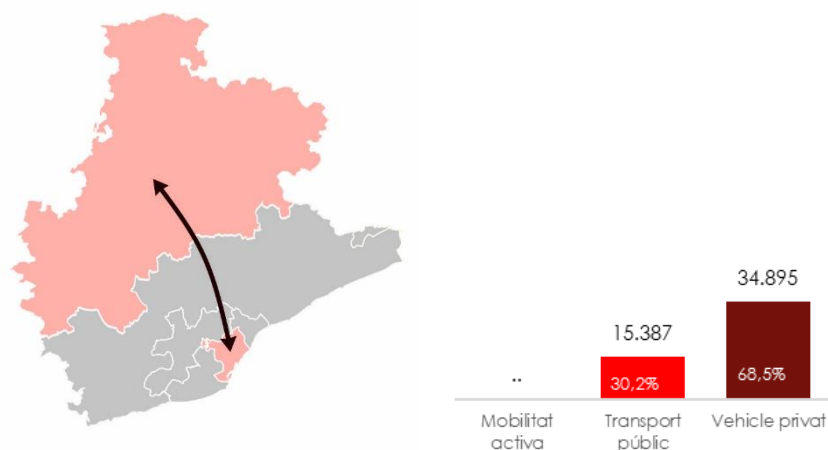 34.895
15.387
..
30,2%
68,5%
Mobilitat
activa
Transport
públic
Vehicle privat